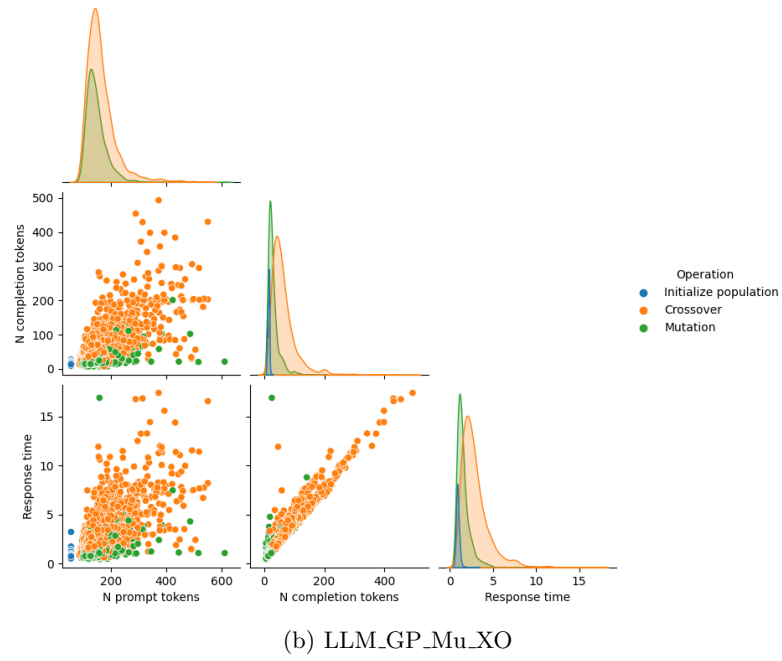 N completion tokens
500
400
300
200
100
0
Response time
15
10
5
0
200
400
600
N prompt tokens
0
200
400
N completion tokens
0
5
10
15
Response time
Operation
Initialize population
Crossover
Mutation
(b) LLM_GP_Mu_XO